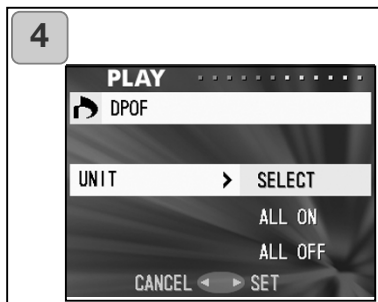 4
PLAY
DPOF
UNIT > SELECT
ALL ON
ALL OFF
CANCEL ◄ ► SET